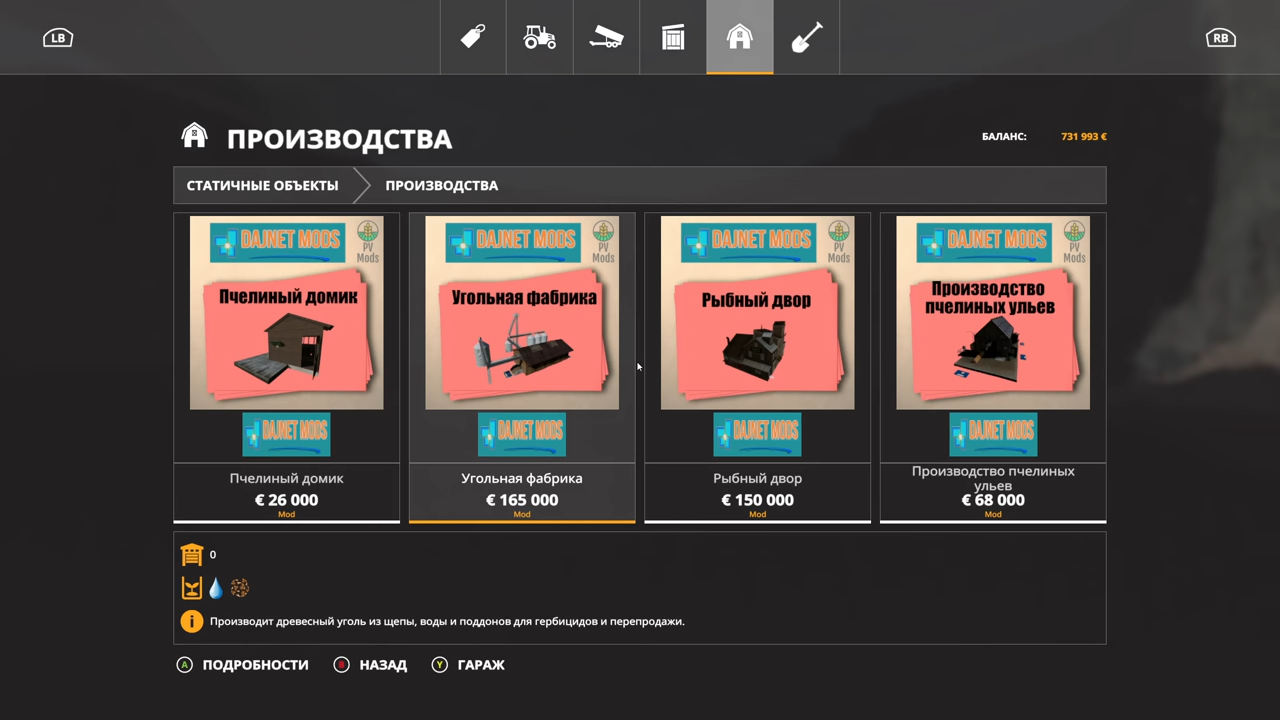 LB
RB
ПРОИЗВОДСТВА
БАЛАНС: 731 993 €
СТАТИЧНЫЕ ОБЪЕКТЫ ПРОИЗВОДСТВА
DAJNET MODS
PV
Mods
Пчелиный домик
DAJNET MODS
Пчелиный домик
€ 26 000
Mod
DAJNET MODS
PV
Mods
Угольная фабрика
DAJNET MODS
Угольная фабрика
€ 165 000
Mod
DAJNET MODS
PV
Mods
Рыбный двор
DAJNET MODS
Рыбный двор
€ 150 000
Mod
DAJNET MODS
PV
Mods
Производство
пчелиных ульев
DAJNET MODS
Производство пчелиных
ульев
€ 68 000
Mod
0
Производит древесный уголь из щепы, воды и поддонов для гербицидов и перепродажи.
A ПОДРОБНОСТИ B НАЗАД Y ГАРАЖ